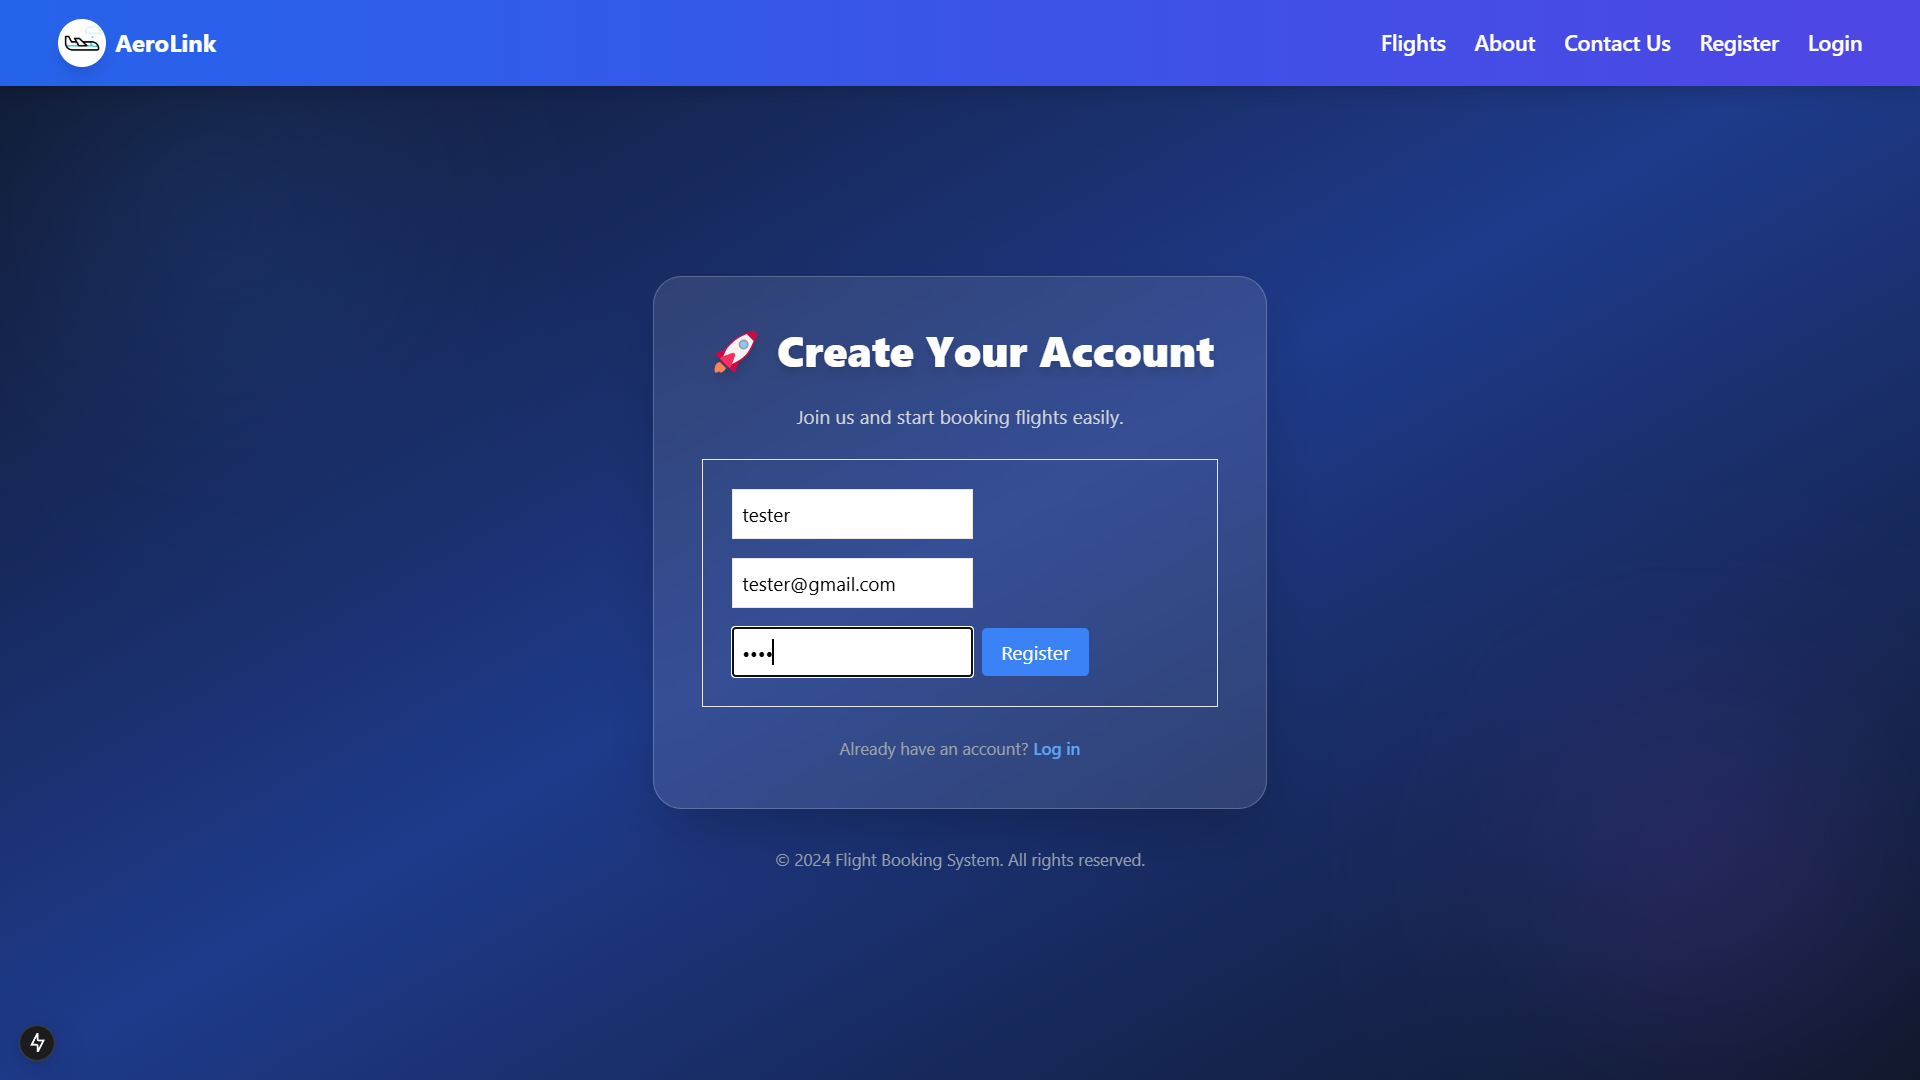 AeroLink
Flights About Contact Us Register Login
🚀 Create Your Account
Join us and start booking flights easily.
tester
tester@gmail.com
•••• Register
Already have an account? Log in
© 2024 Flight Booking System. All rights reserved.